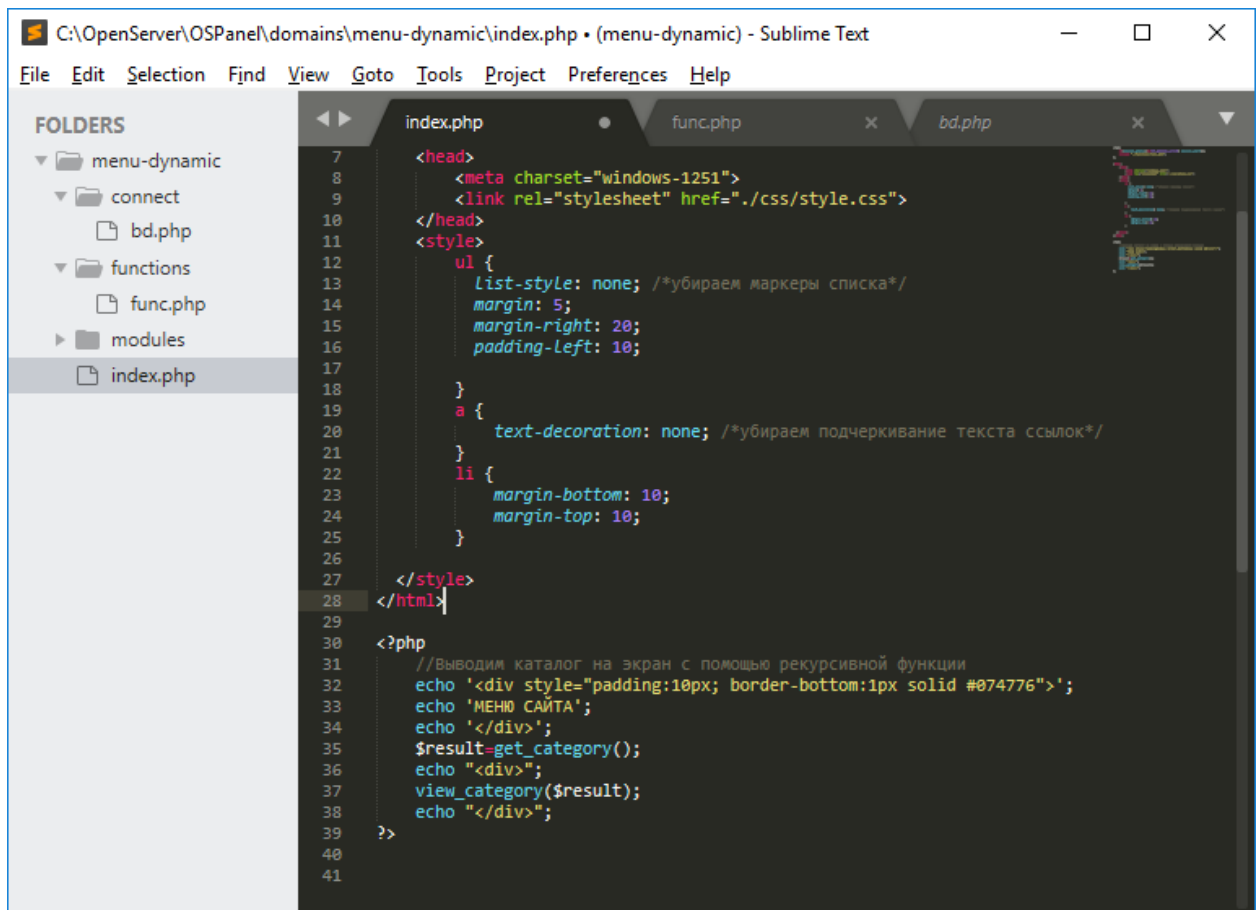 C:\OpenServer\OSPanel\domains\menu-dynamic\index.php • (menu-dynamic) - Sublime Text
File Edit Selection Find View Goto Tools Project Preferences Help
FOLDERS
menu-dynamic
connect
bd.php
functions
func.php
modules
index.php
index.php func.php bd.php
7 <head>
8 <meta charset="windows-1251">
9 <link rel="stylesheet" href="./css/style.css">
10 </head>
11 <style>
12 ul {
13 list-style: none; /*убираем маркеры списка*/
14 margin: 5;
15 margin-right: 20;
16 padding-left: 10;
17
18 }
19 a {
20 text-decoration: none; /*убираем подчеркивание текста ссылок*/
21 }
22 li {
23 margin-bottom: 10;
24 margin-top: 10;
25 }
26
27 </style>
28 </html>
29
30 <?php
31 //Выводим каталог на экран с помощью рекурсивной функции
32 echo '<div style="padding:10px; border-bottom:1px solid #074776">';
33 echo 'МЕНЮ САЙТА';
34 echo '</div>';
35 $result=get_category();
36 echo "<div>";
37 view_category($result);
38 echo "</div>";
39 ?>
40
41